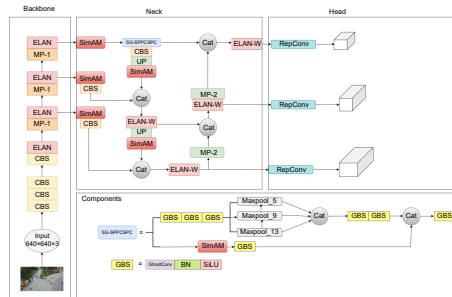 Backbone
Neck
Head
ELAN
MP-1
ELAN
MP-1
ELAN
MP-1
ELAN
CBS
CBS
CBS
Input
640×640×3
SimAM
SG-SPPCSPC
CBS
UP
SimAM
SimAM
CBS
Cat
ELAN-W
UP
SimAM
SimAM
CBS
Cat
ELAN-W
Cat
ELAN-W
MP-2
ELAN-W
Cat
MP-2
RepConv
RepConv
RepConv
Components
SG-SPPCSPC
=
GBS
GBS
GBS
Maxpool_5
Maxpool_9
Maxpool_13
Cat
GBS
GBS
Cat
GBS
SimAM
GBS
GBS
=
GhostConv
BN
SiLU